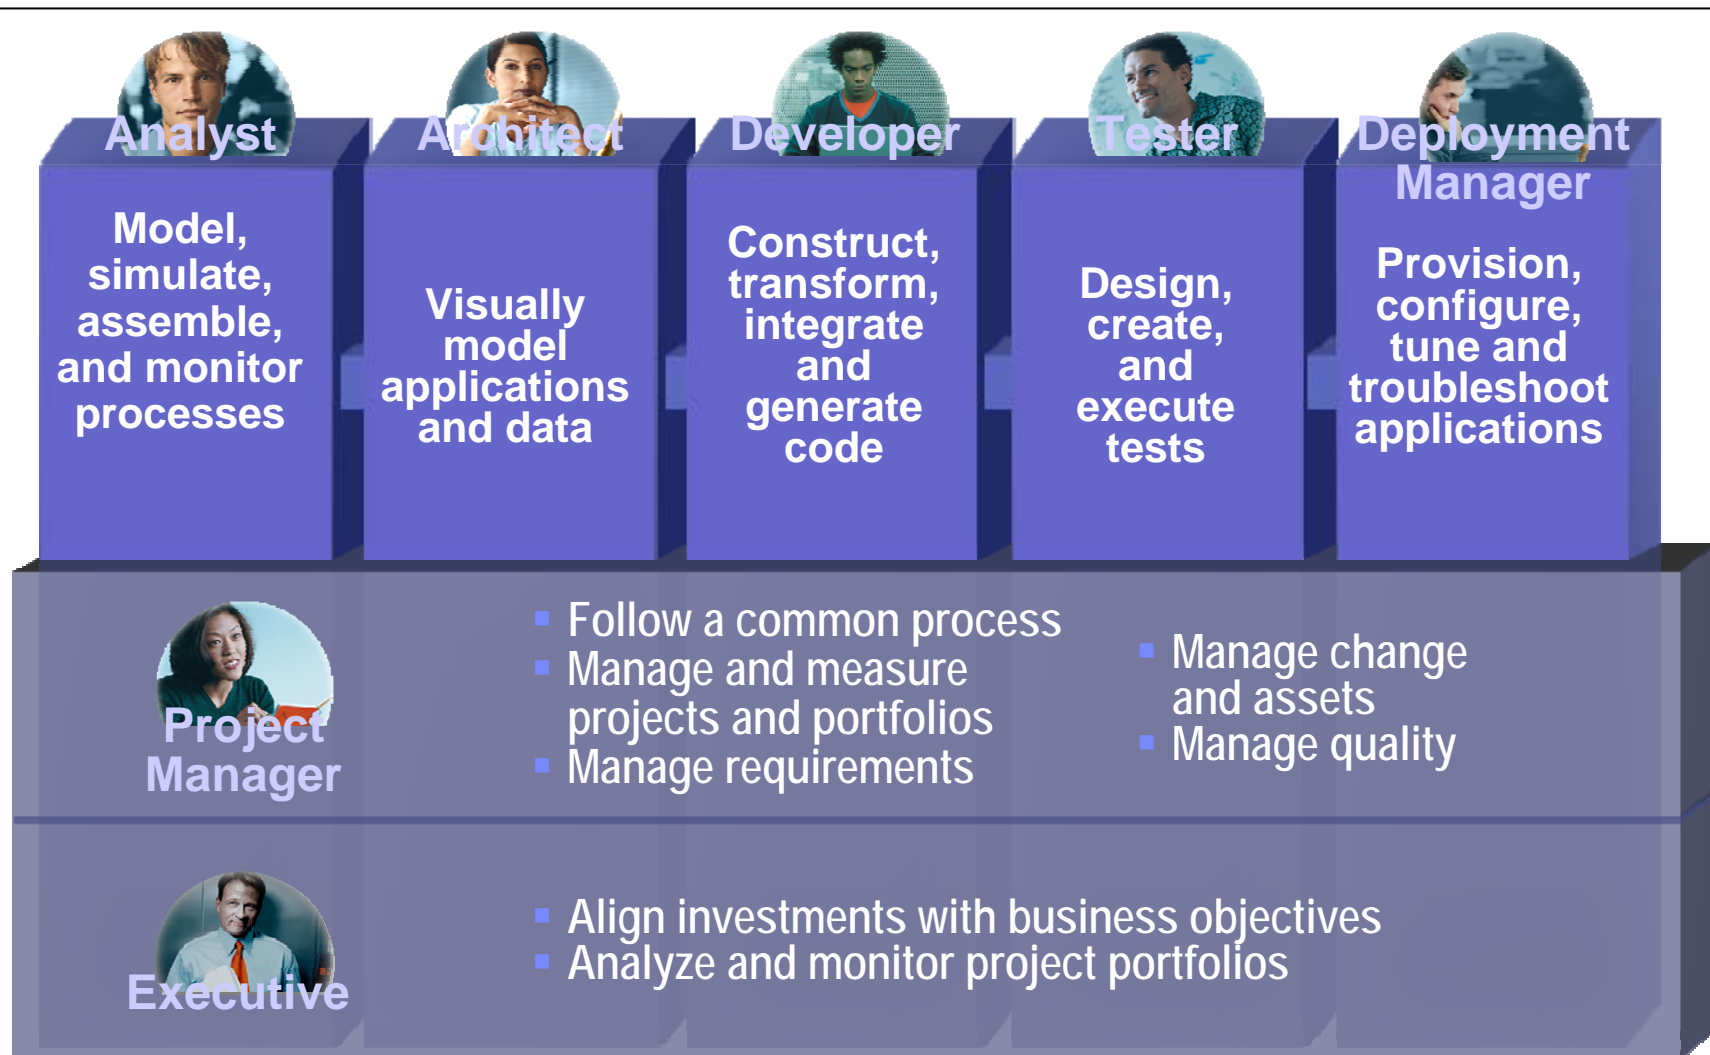 Analyst
Model,
simulate,
assemble,
and monitor
processes
Architect
Visually
model
applications
and data
Developer
Construct,
transform,
integrate
and
generate
code
Tester
Design,
create,
and
execute
tests
Deployment
Manager
Provision,
configure,
tune and
troubleshoot
applications
Project
Manager
▪ Follow a common process
▪ Manage and measure
projects and portfolios
▪ Manage requirements
▪ Manage change
and assets
▪ Manage quality
Executive
▪ Align investments with business objectives
▪ Analyze and monitor project portfolios